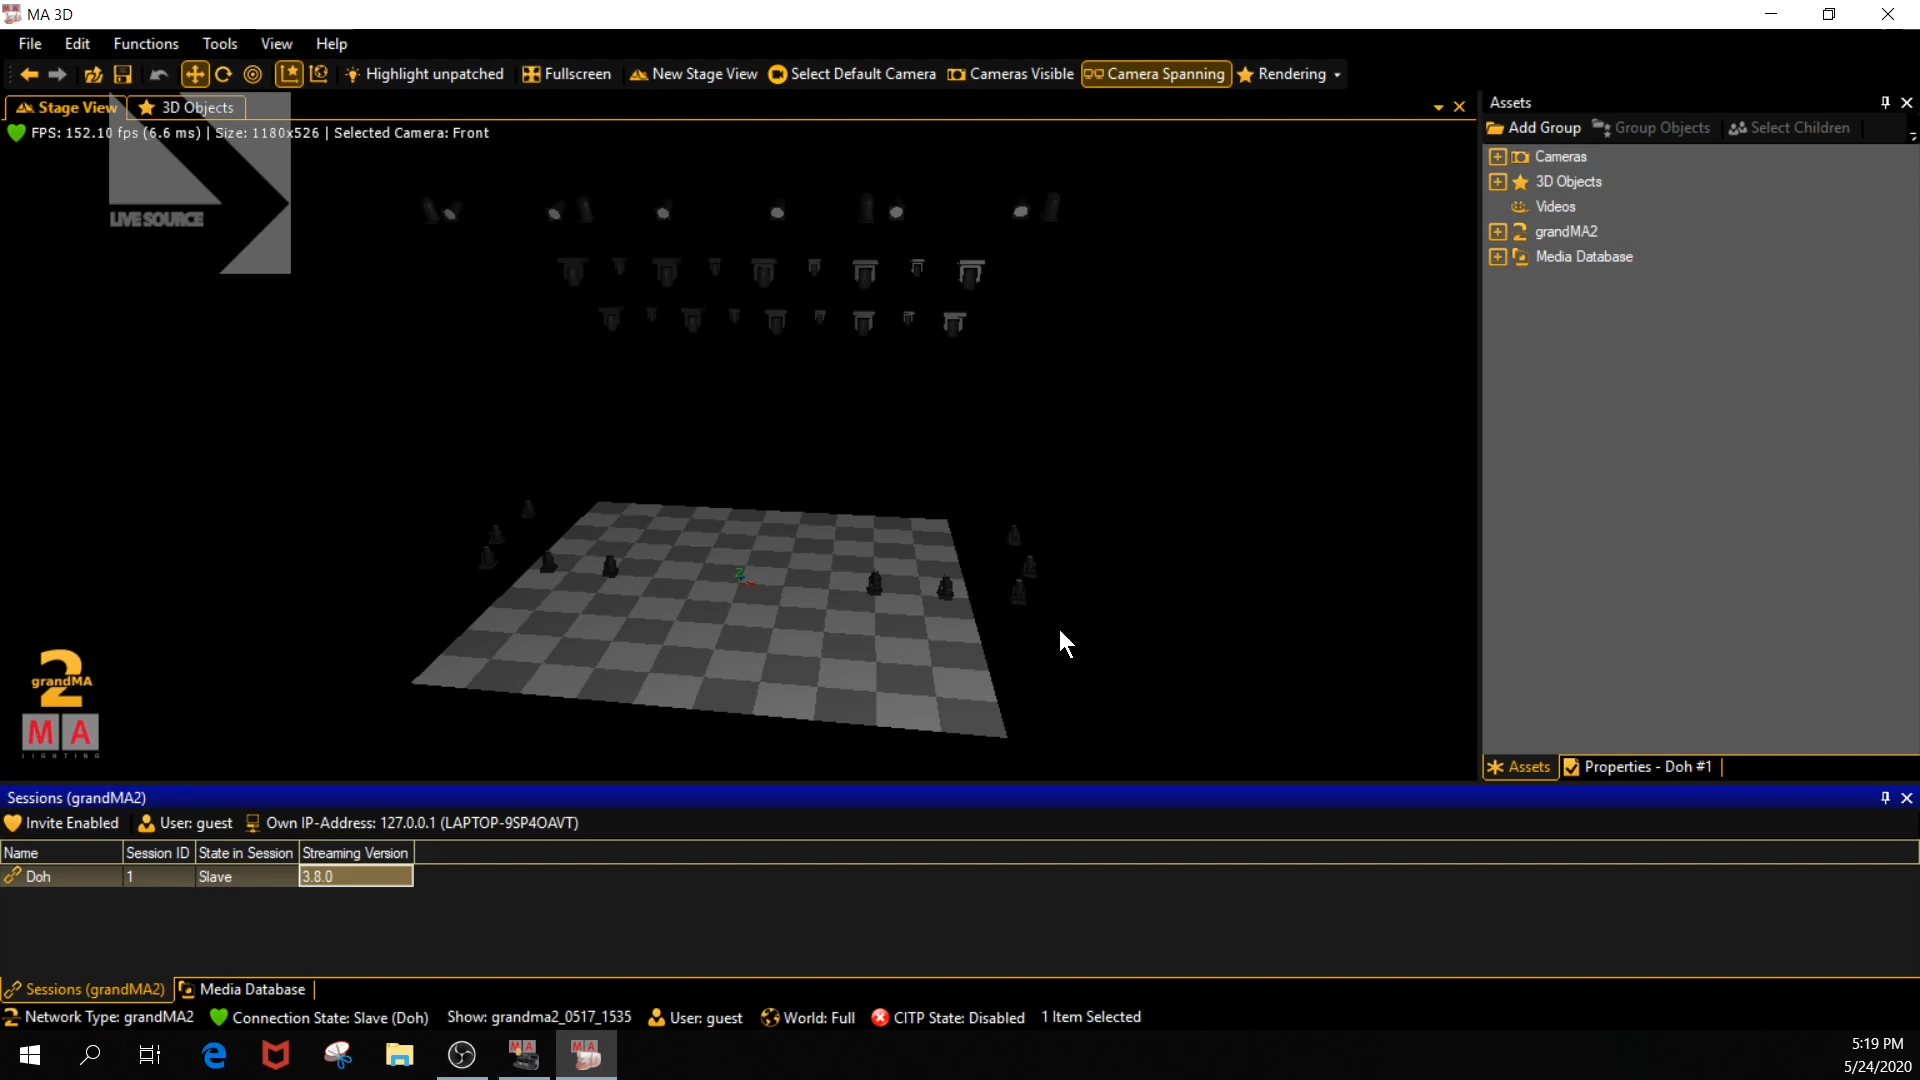 MA 3D
File Edit Functions Tools View Help
Highlight unpatched Fullscreen New Stage View Select Default Camera Cameras Visible Camera Spanning Rendering
Stage View 3D Objects
FPS: 152.10 fps (6.6 ms) | Size: 1180x526 | Selected Camera: Front
LIVE SOURCE
Z
2
grandMA
MA
LIGHTING
Assets
Add Group Group Objects Select Children
Cameras
3D Objects
Videos
grandMA2
Media Database
Assets Properties - Doh #1
Sessions (grandMA2)
Invite Enabled User: guest Own IP-Address: 127.0.0.1 (LAPTOP-9SP4OAVT)
Name Session ID State in Session Streaming Version
Doh 1 Slave 3.8.0
Sessions (grandMA2) Media Database
Network Type: grandMA2 Connection State: Slave (Doh) Show: grandma2_0517_1535 User: guest World: Full CITP State: Disabled 1 Item Selected
5:19 PM
5/24/2020